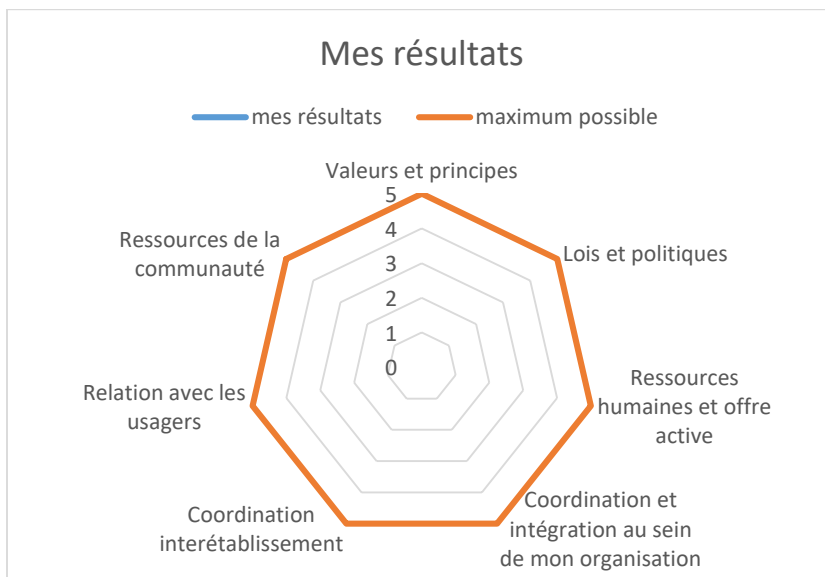 Mes résultats
mes résultats
maximum possible
Valeurs et principes
5
4
3
2
1
0
Lois et politiques
Ressources
humaines et offre
active
Coordination et
intégration au sein
de mon organisation
Coordination
interétablissement
Relation avec les
usagers
Ressources de la
communauté